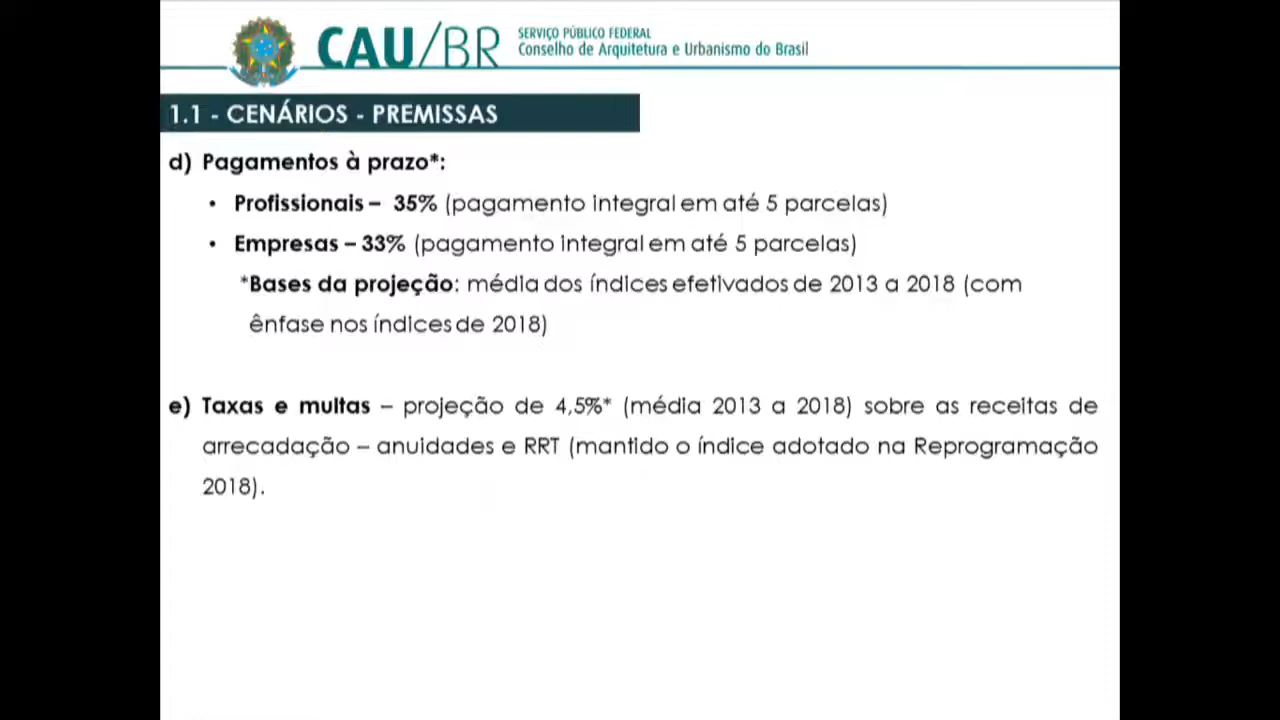 CAU/BR
SERVIÇO PÚBLICO FEDERAL
Conselho de Arquitetura e Urbanismo do Brasil
1.1 - CENÁRIOS - PREMISSAS
d) Pagamentos à prazo*:
• Profissionais – 35% (pagamento integral em até 5 parcelas)
• Empresas – 33% (pagamento integral em até 5 parcelas)
*Bases da projeção: média dos índices efetivados de 2013 a 2018 (com
ênfase nos índices de 2018)
e) Taxas e multas – projeção de 4,5%* (média 2013 a 2018) sobre as receitas de
arrecadação – anuidades e RRT (mantido o índice adotado na Reprogramação
2018).